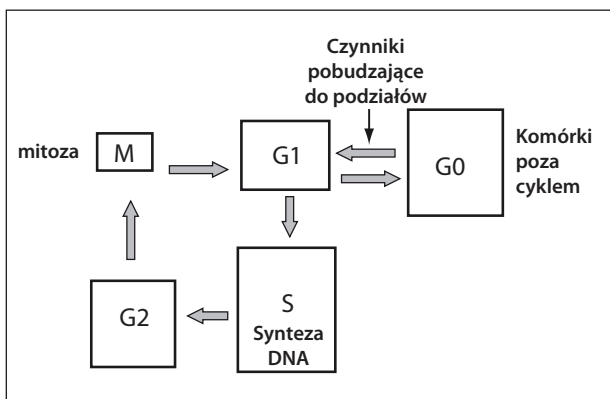 Czynniki
pobudzające
do podziałów
mitoza
M
G1
G0
Komórki
poza
cyklem
G2
S
Synteza
DNA